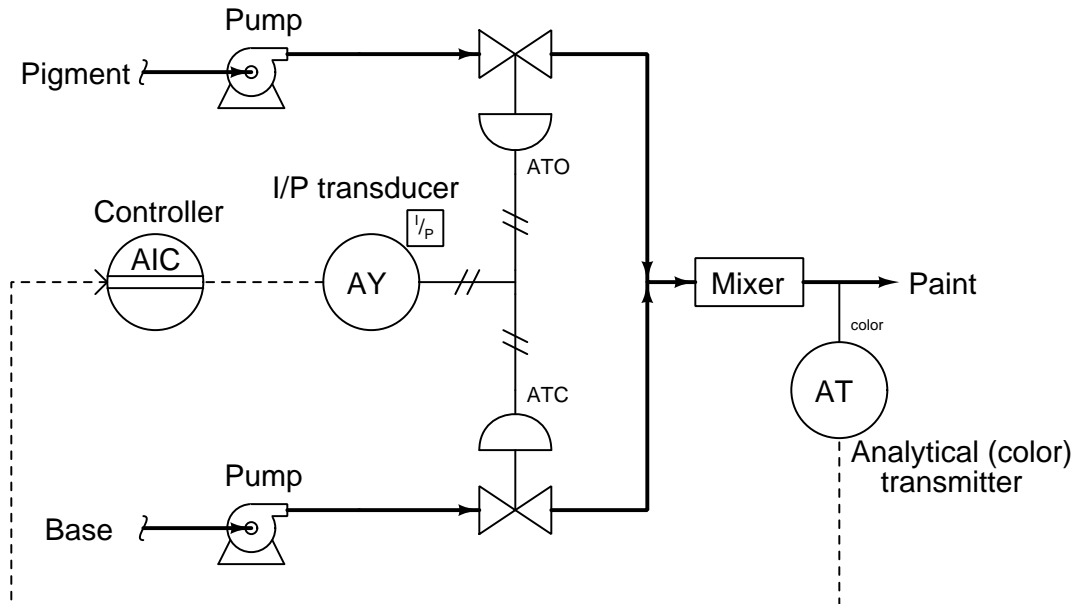 Pump
Pigment
ATO
I/P transducer
I/P
Controller
AIC
AY
Mixer
Paint
color
ATC
AT
Analytical (color)
transmitter
Pump
Base